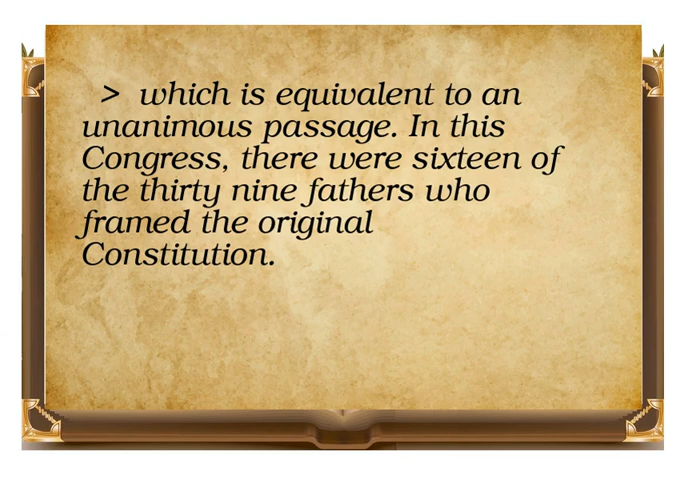 > which is equivalent to an
unanimous passage. In this
Congress, there were sixteen of
the thirty nine fathers who
framed the original
Constitution.